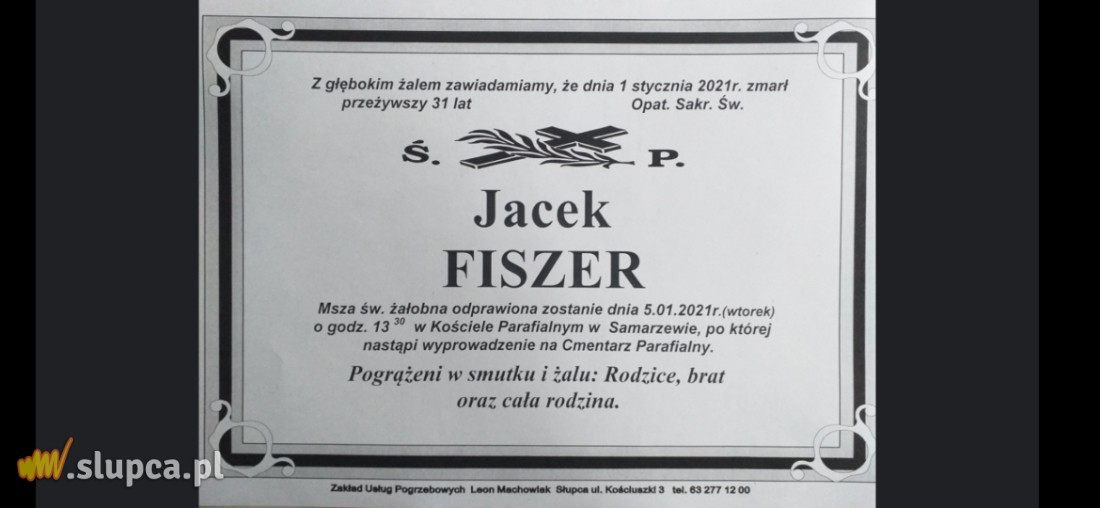 Z głębokim żalem zawiadamiamy, że dnia 1 stycznia 2021r. zmarł
przeżywszy 31 lat Opat. Sakr. Św.
Ś. P.
Jacek
FISZER
Msza św. żałobna odprawiona zostanie dnia 5.01.2021r.(wtorek)
o godz. 13 30 w Kościele Parafialnym w Samarzewie, po której
nastąpi wyprowadzenie na Cmentarz Parafialny.
Pogrążeni w smutku i żalu: Rodzice, brat
oraz cała rodzina.
Zakład Usług Pogrzebowych Leon Machowiak Słupca ul. Kościuszki 3 tel. 63 277 12 00
www.slupca.pl